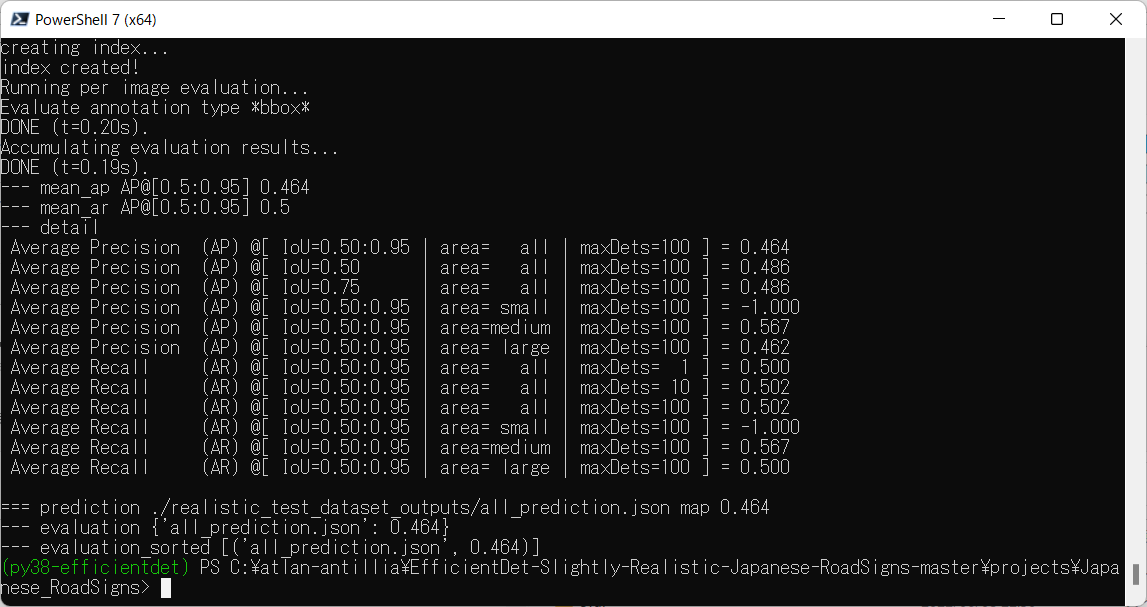 PowerShell 7 (x64)
creating index...
index created!
Running per image evaluation...
Evaluate annotation type *bbox*
DONE (t=0.20s).
Accumulating evaluation results...
DONE (t=0.19s).
--- mean_ap AP@[0.5:0.95] 0.464
--- mean_ar AP@[0.5:0.95] 0.5
--- detail
 Average Precision  (AP) @[ IoU=0.50:0.95 | area=   all | maxDets=100 ] = 0.464
 Average Precision  (AP) @[ IoU=0.50      | area=   all | maxDets=100 ] = 0.486
 Average Precision  (AP) @[ IoU=0.75      | area=   all | maxDets=100 ] = 0.486
 Average Precision  (AP) @[ IoU=0.50:0.95 | area= small | maxDets=100 ] = -1.000
 Average Precision  (AP) @[ IoU=0.50:0.95 | area=medium | maxDets=100 ] = 0.567
 Average Precision  (AP) @[ IoU=0.50:0.95 | area= large | maxDets=100 ] = 0.462
 Average Recall     (AR) @[ IoU=0.50:0.95 | area=   all | maxDets=  1 ] = 0.500
 Average Recall     (AR) @[ IoU=0.50:0.95 | area=   all | maxDets= 10 ] = 0.502
 Average Recall     (AR) @[ IoU=0.50:0.95 | area=   all | maxDets=100 ] = 0.502
 Average Recall     (AR) @[ IoU=0.50:0.95 | area= small | maxDets=100 ] = -1.000
 Average Recall     (AR) @[ IoU=0.50:0.95 | area=medium | maxDets=100 ] = 0.567
 Average Recall     (AR) @[ IoU=0.50:0.95 | area= large | maxDets=100 ] = 0.500
=== prediction ./realistic_test_dataset_outputs/all_prediction.json map 0.464
--- evaluation {'all_prediction.json': 0.464}
--- evaluation_sorted [('all_prediction.json', 0.464)]
(py38-efficientdet) PS C:¥atTan-antillia¥EfficientDet-Slightly-Realistic-Japanese-RoadSigns-master¥projects¥Japa
nese_RoadSigns>